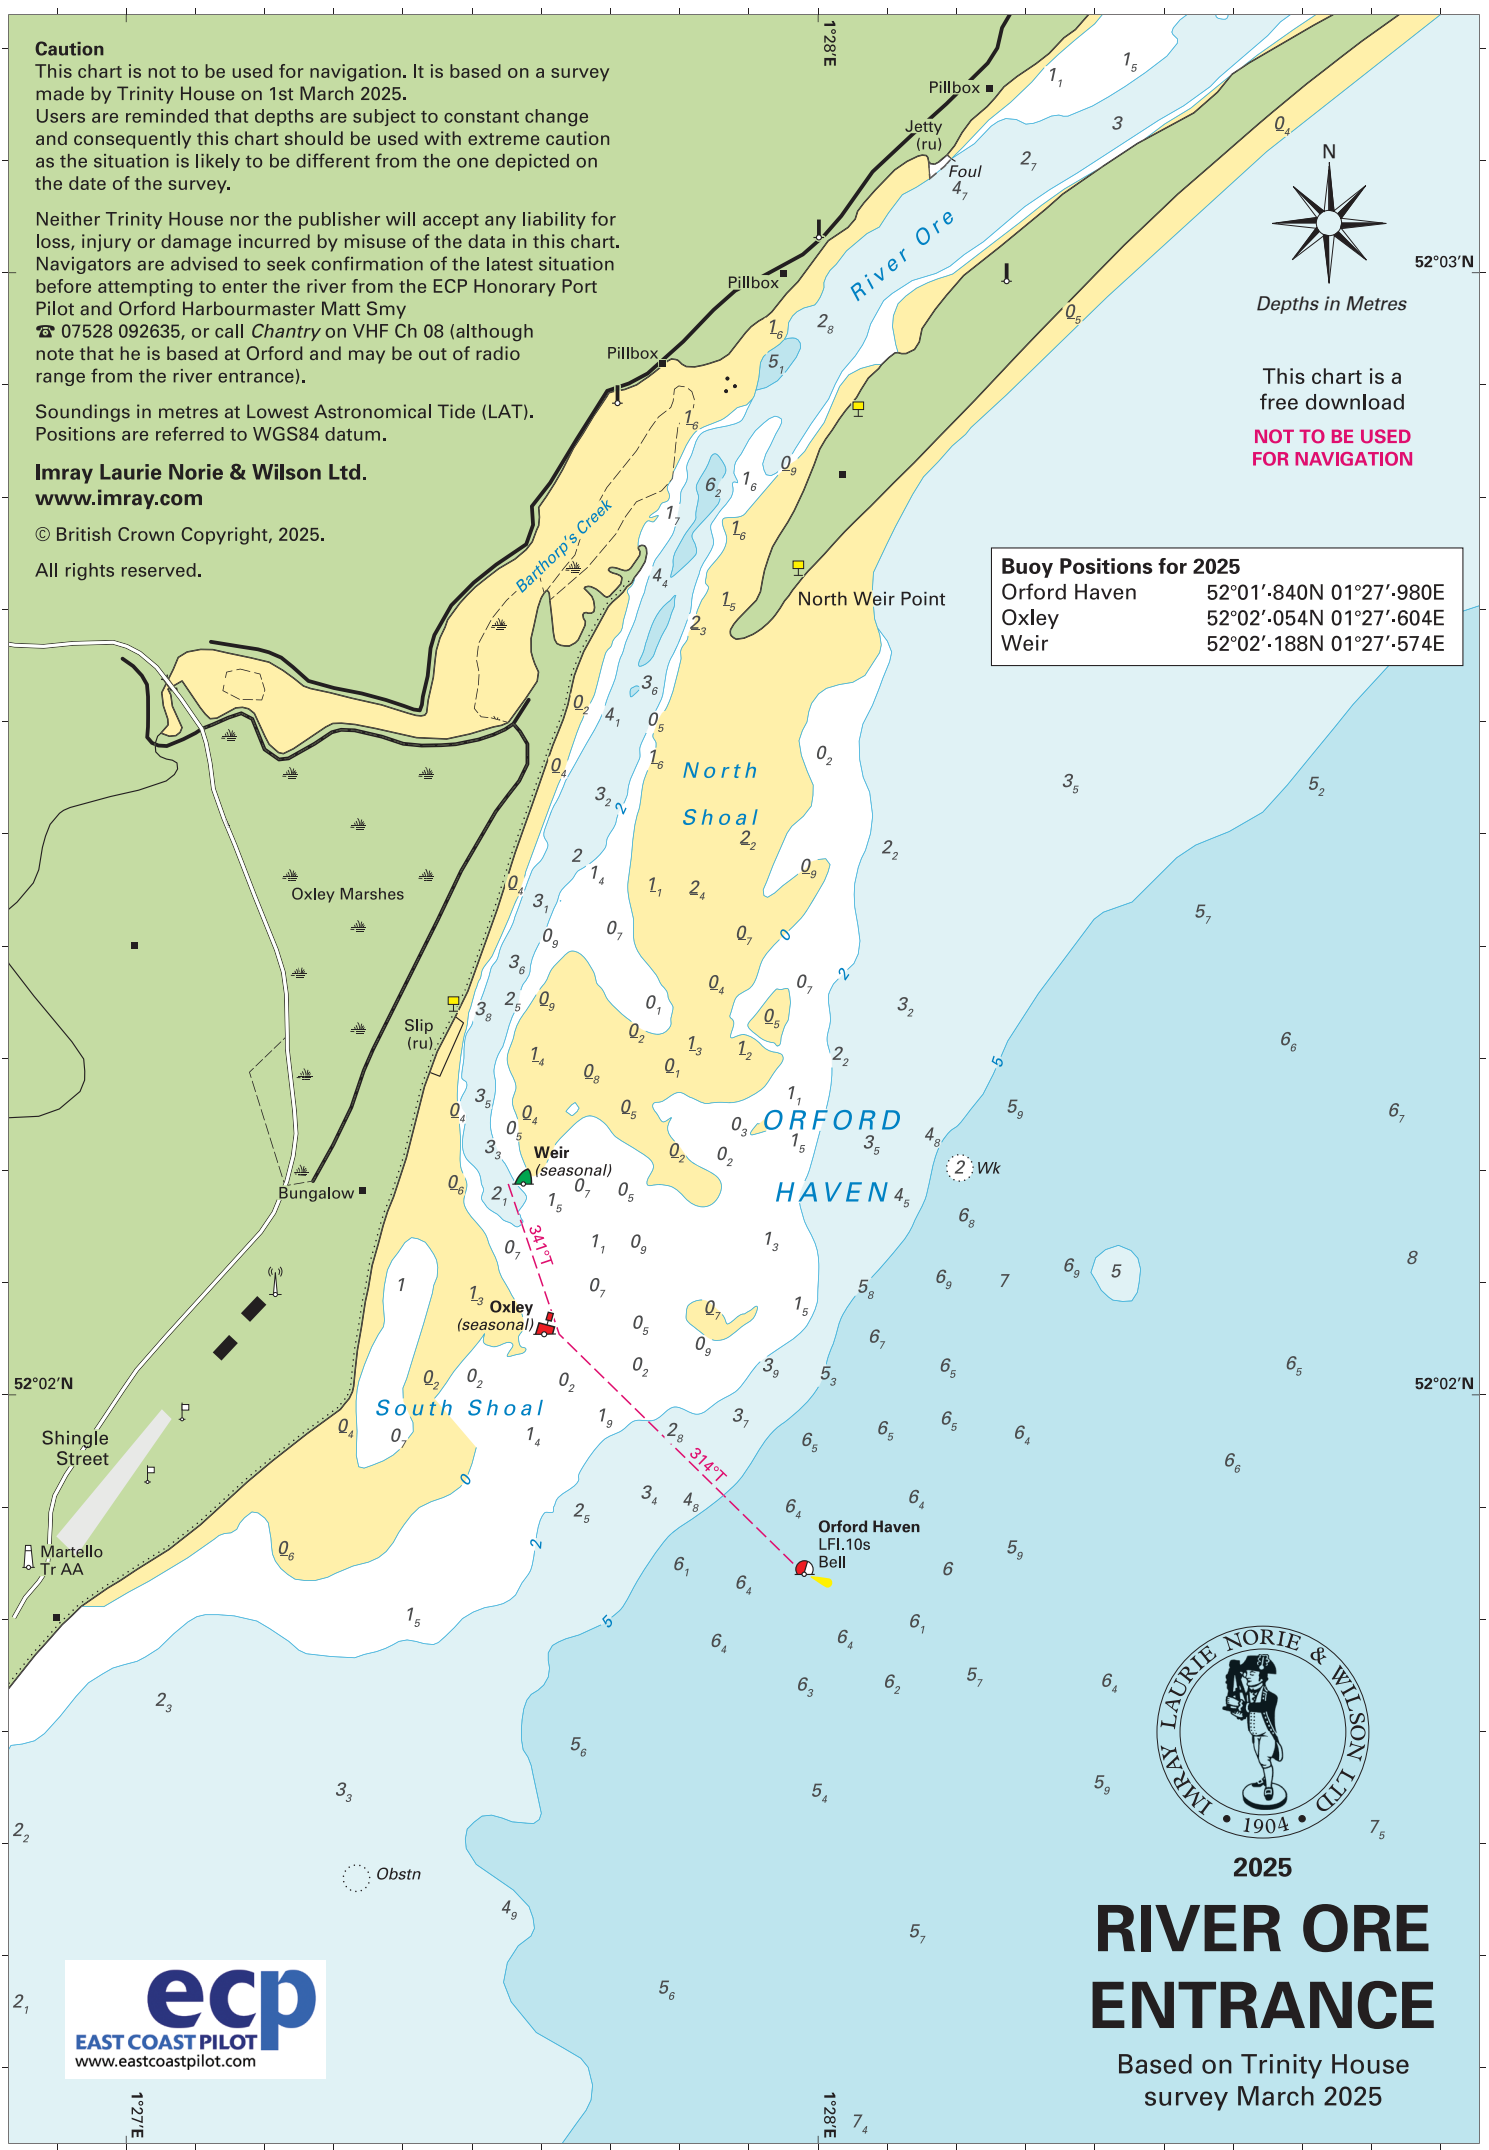 Caution
This chart is not to be used for navigation. It is based on a survey
made by Trinity House on 1st March 2025.
Users are reminded that depths are subject to constant change
and consequently this chart should be used with extreme caution
as the situation is likely to be different from the one depicted on
the date of the survey.
Neither Trinity House nor the publisher will accept any liability for
loss, injury or damage incurred by misuse of the data in this chart.
Navigators are advised to seek confirmation of the latest situation
before attempting to enter the river from the ECP Honorary Port
Pilot and Orford Harbourmaster Matt Smy
☎ 07528 092635, or call Chantry on VHF Ch 08 (although
note that he is based at Orford and may be out of radio
range from the river entrance).
Soundings in metres at Lowest Astronomical Tide (LAT).
Positions are referred to WGS84 datum.
Imray Laurie Norie & Wilson Ltd.
www.imray.com
© British Crown Copyright, 2025.
All rights reserved.
1°28'E
Pillbox
Jetty
(ru)
Foul
River Ore
N
52°03'N
Depths in Metres
Pillbox
Pillbox
This chart is a
free download
NOT TO BE USED
FOR NAVIGATION
Barthorp's Creek
North Weir Point
Buoy Positions for 2025
Orford Haven 52°01'·840N 01°27'·980E
Oxley 52°02'·054N 01°27'·604E
Weir 52°02'·188N 01°27'·574E
North
Shoal
Oxley Marshes
Slip
(ru)
ORFORD
HAVEN
Weir
(seasonal)
2 Wk
Bungalow
341°T
Oxley
(seasonal)
52°02'N
52°02'N
South Shoal
Shingle
Street
314°T
Orford Haven
LFl.10s
Bell
Martello
Tr AA
Obstn
IMRAY LAURIE NORIE & WILSON LTD
• 1904 •
2025
RIVER ORE
ENTRANCE
Based on Trinity House
survey March 2025
ecp
EAST COAST PILOT
www.eastcoastpilot.com
1°27'E
1°28'E